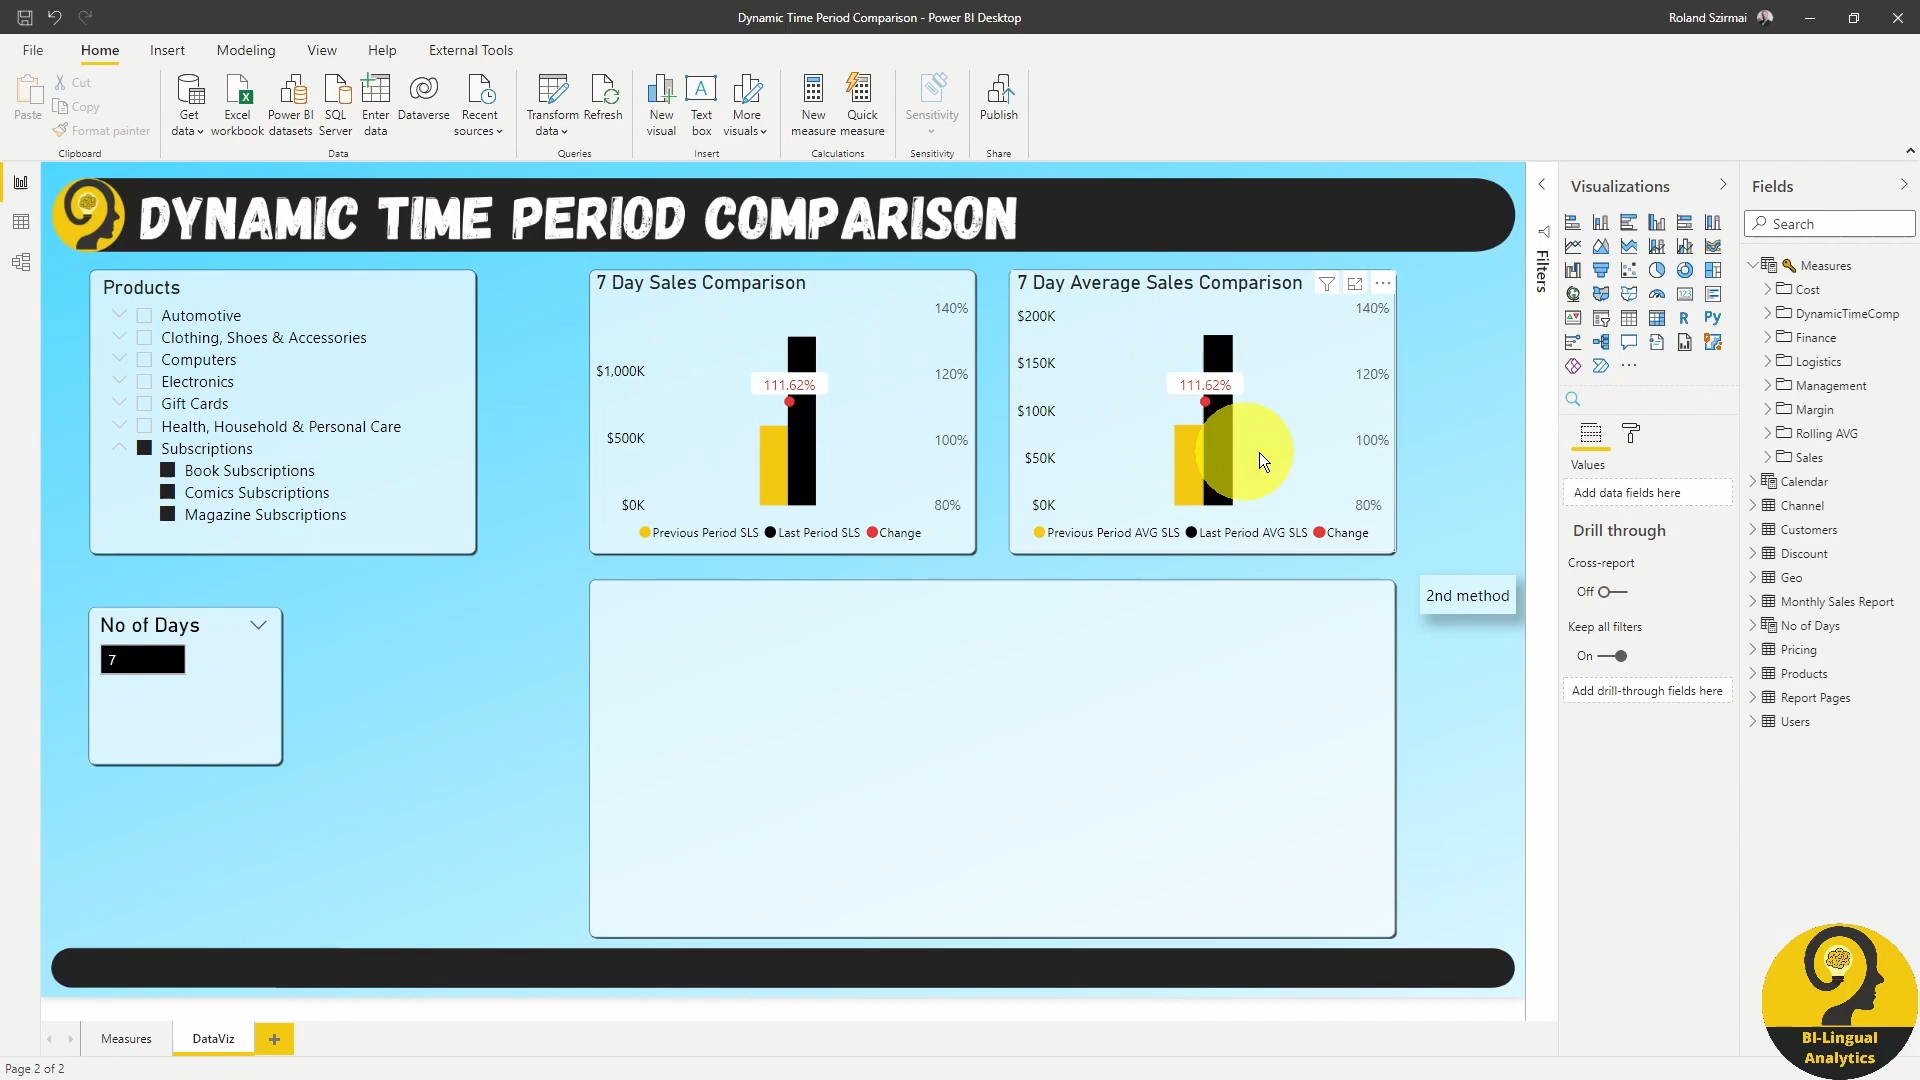 Dynamic Time Period Comparison - Power BI Desktop
Roland Szirmai
File Home Insert Modeling View Help External Tools
Paste
Cut
Copy
Format painter
Clipboard
Get data
Excel workbook
Power BI datasets
SQL Server
Enter data
Dataverse
Recent sources
Data
Transform data
Refresh
Queries
New visual
Text box
More visuals
Insert
New measure
Quick measure
Calculations
Sensitivity
Sensitivity
Publish
Share
DYNAMIC TIME PERIOD COMPARISON
Products
Automotive
Clothing, Shoes & Accessories
Computers
Electronics
Gift Cards
Health, Household & Personal Care
Subscriptions
Book Subscriptions
Comics Subscriptions
Magazine Subscriptions
No of Days
7
7 Day Sales Comparison
$1,000K
$500K
$0K
111.62%
140%
120%
100%
80%
Previous Period SLS Last Period SLS Change
7 Day Average Sales Comparison
$200K
$150K
$100K
$50K
$0K
111.62%
140%
120%
100%
80%
Previous Period AVG SLS Last Period AVG SLS Change
2nd method
Filters
Visualizations
R Py
123
Values
Add data fields here
Drill through
Cross-report
Off
Keep all filters
On
Add drill-through fields here
Fields
Search
Measures
Cost
DynamicTimeComp
Finance
Logistics
Management
Margin
Rolling AVG
Sales
Calendar
Channel
Customers
Discount
Geo
Monthly Sales Report
No of Days
Pricing
Products
Report Pages
Users
Measures DataViz
Page 2 of 2
BI-Lingual
Analytics